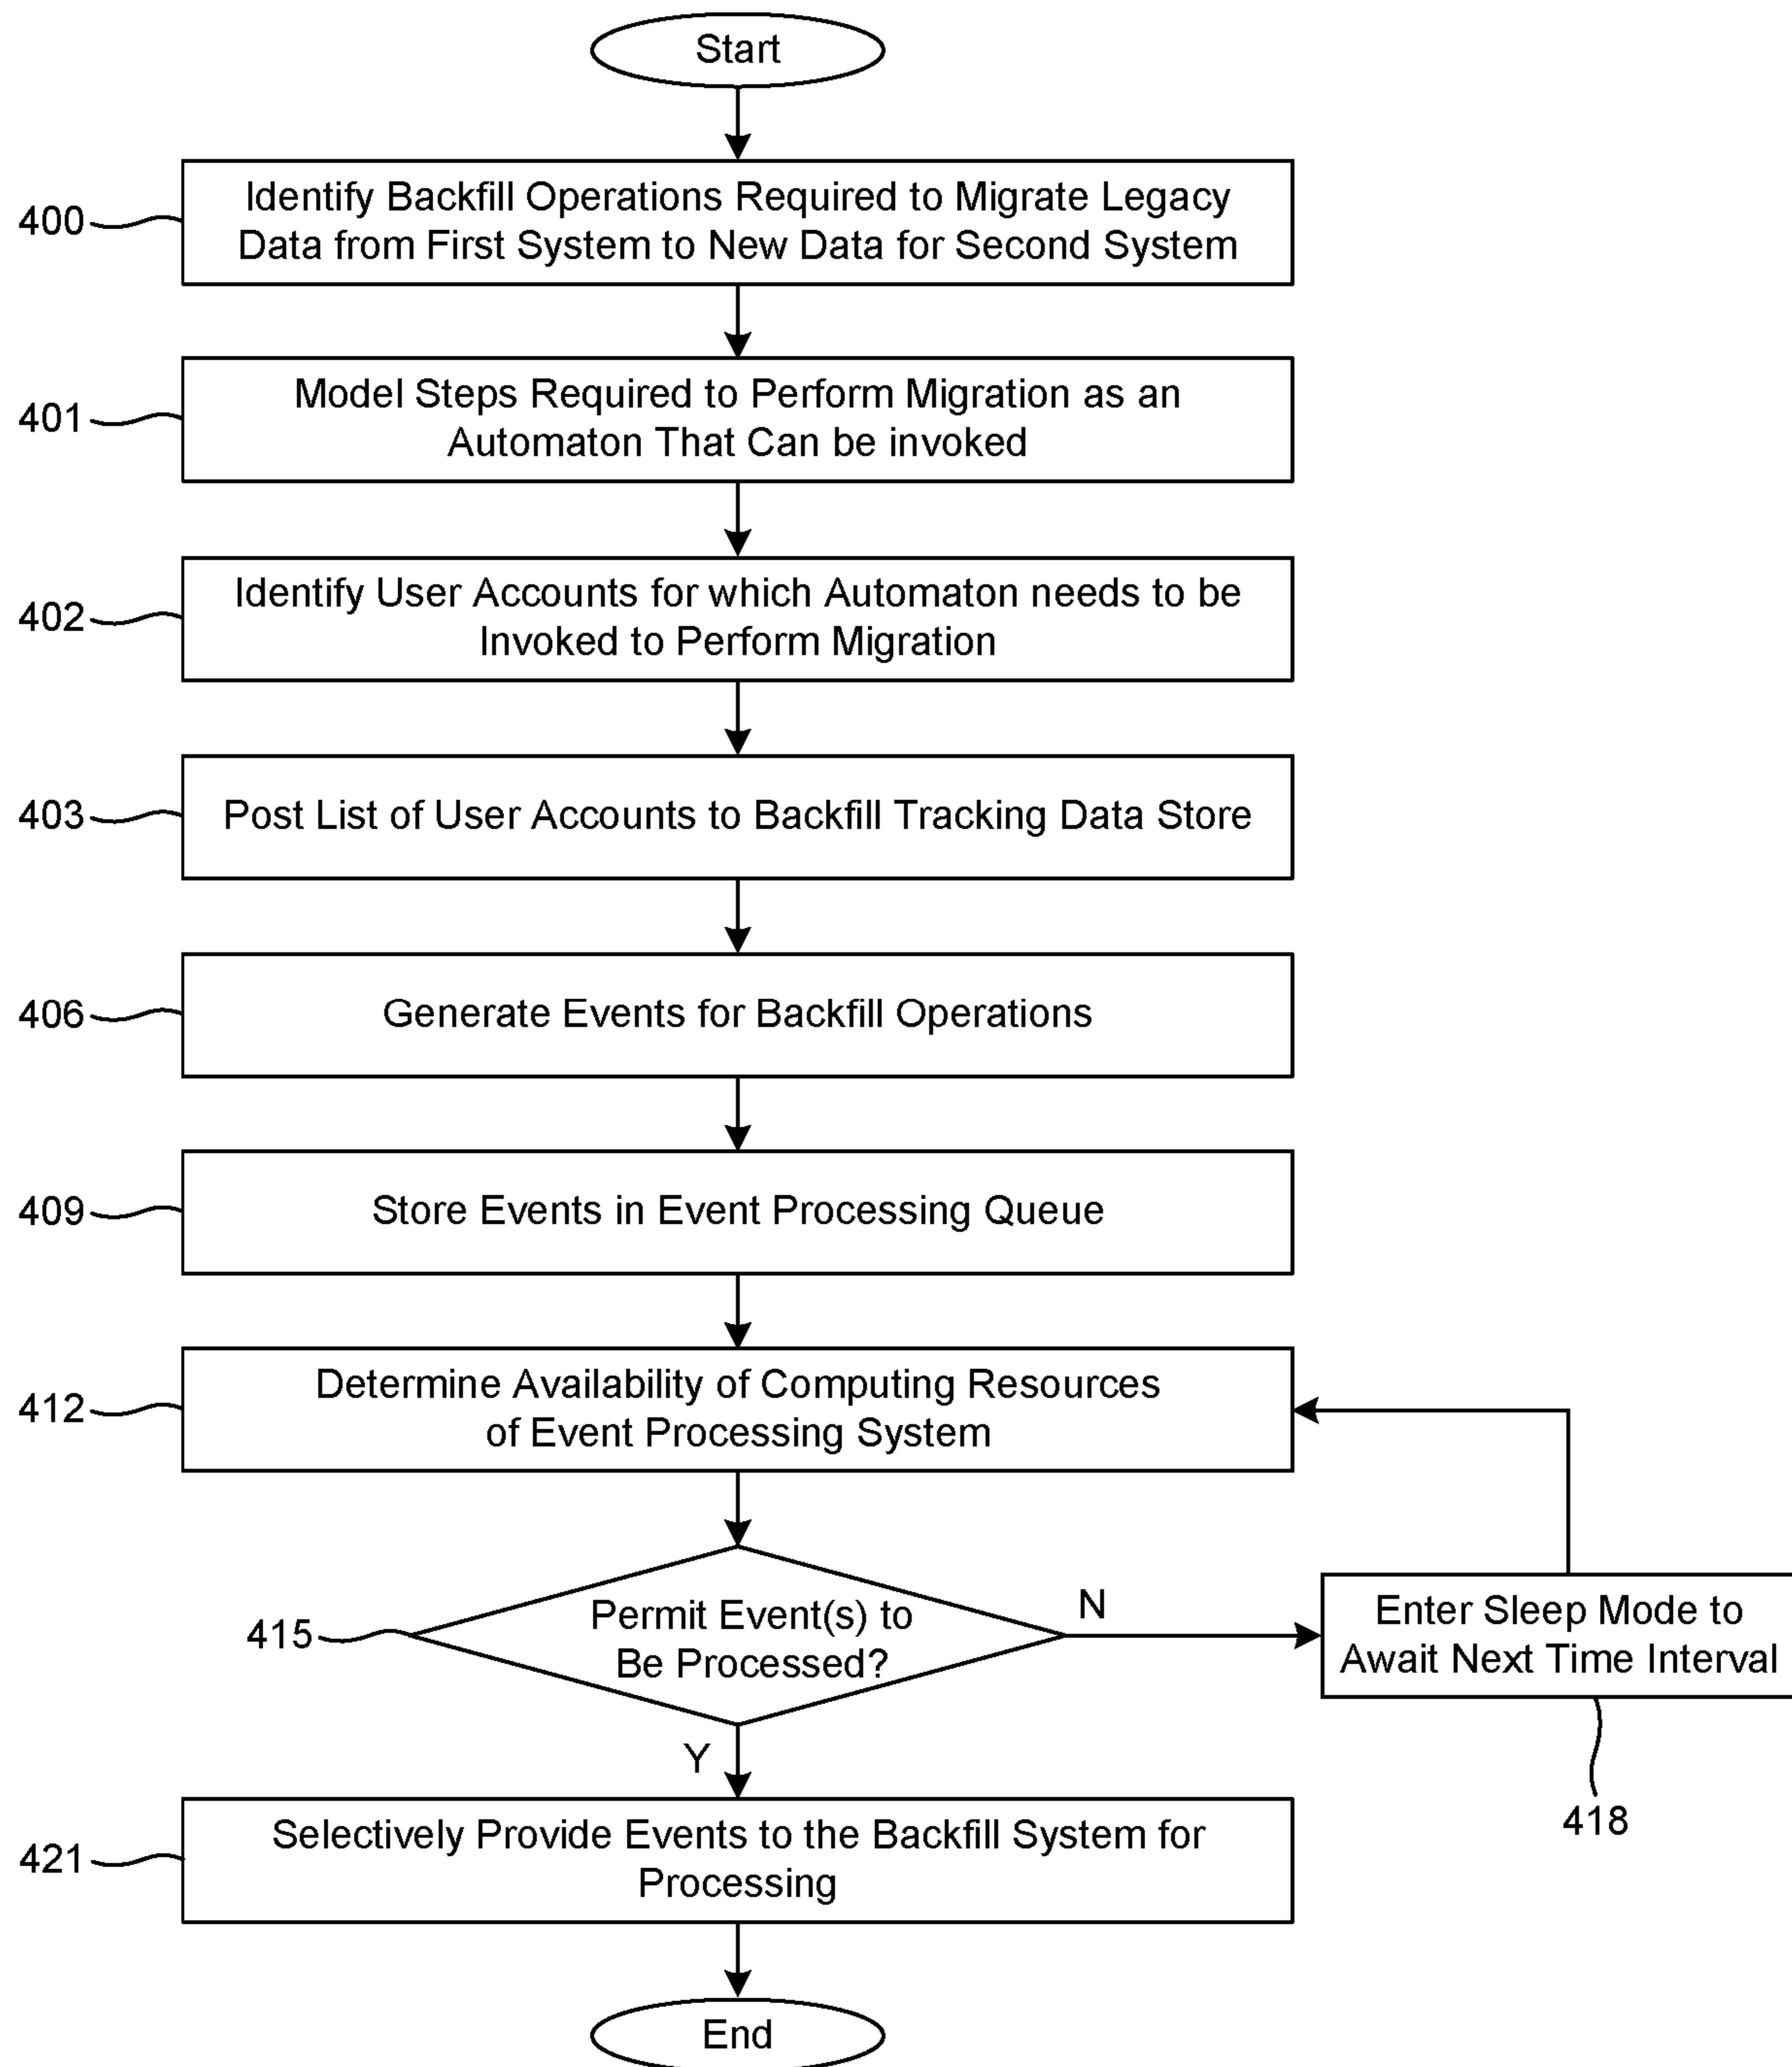 Start
400
Identify Backfill Operations Required to Migrate Legacy
Data from First System to New Data for Second System
401
Model Steps Required to Perform Migration as an
Automaton That Can be invoked
402
Identify User Accounts for which Automaton needs to be
Invoked to Perform Migration
403
Post List of User Accounts to Backfill Tracking Data Store
406
Generate Events for Backfill Operations
409
Store Events in Event Processing Queue
412
Determine Availability of Computing Resources
of Event Processing System
415
Permit Event(s) to
Be Processed?
N
Enter Sleep Mode to
Await Next Time Interval
418
Y
421
Selectively Provide Events to the Backfill System for
Processing
End